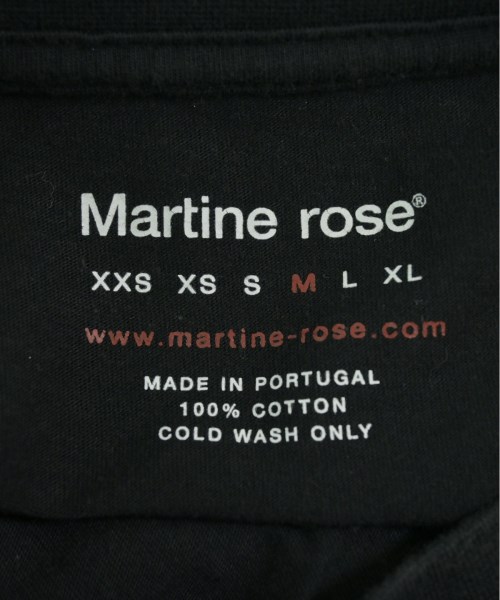 Martine rose®
XXS XS S M L XL
www.martine-rose.com
MADE IN PORTUGAL
100% COTTON
COLD WASH ONLY